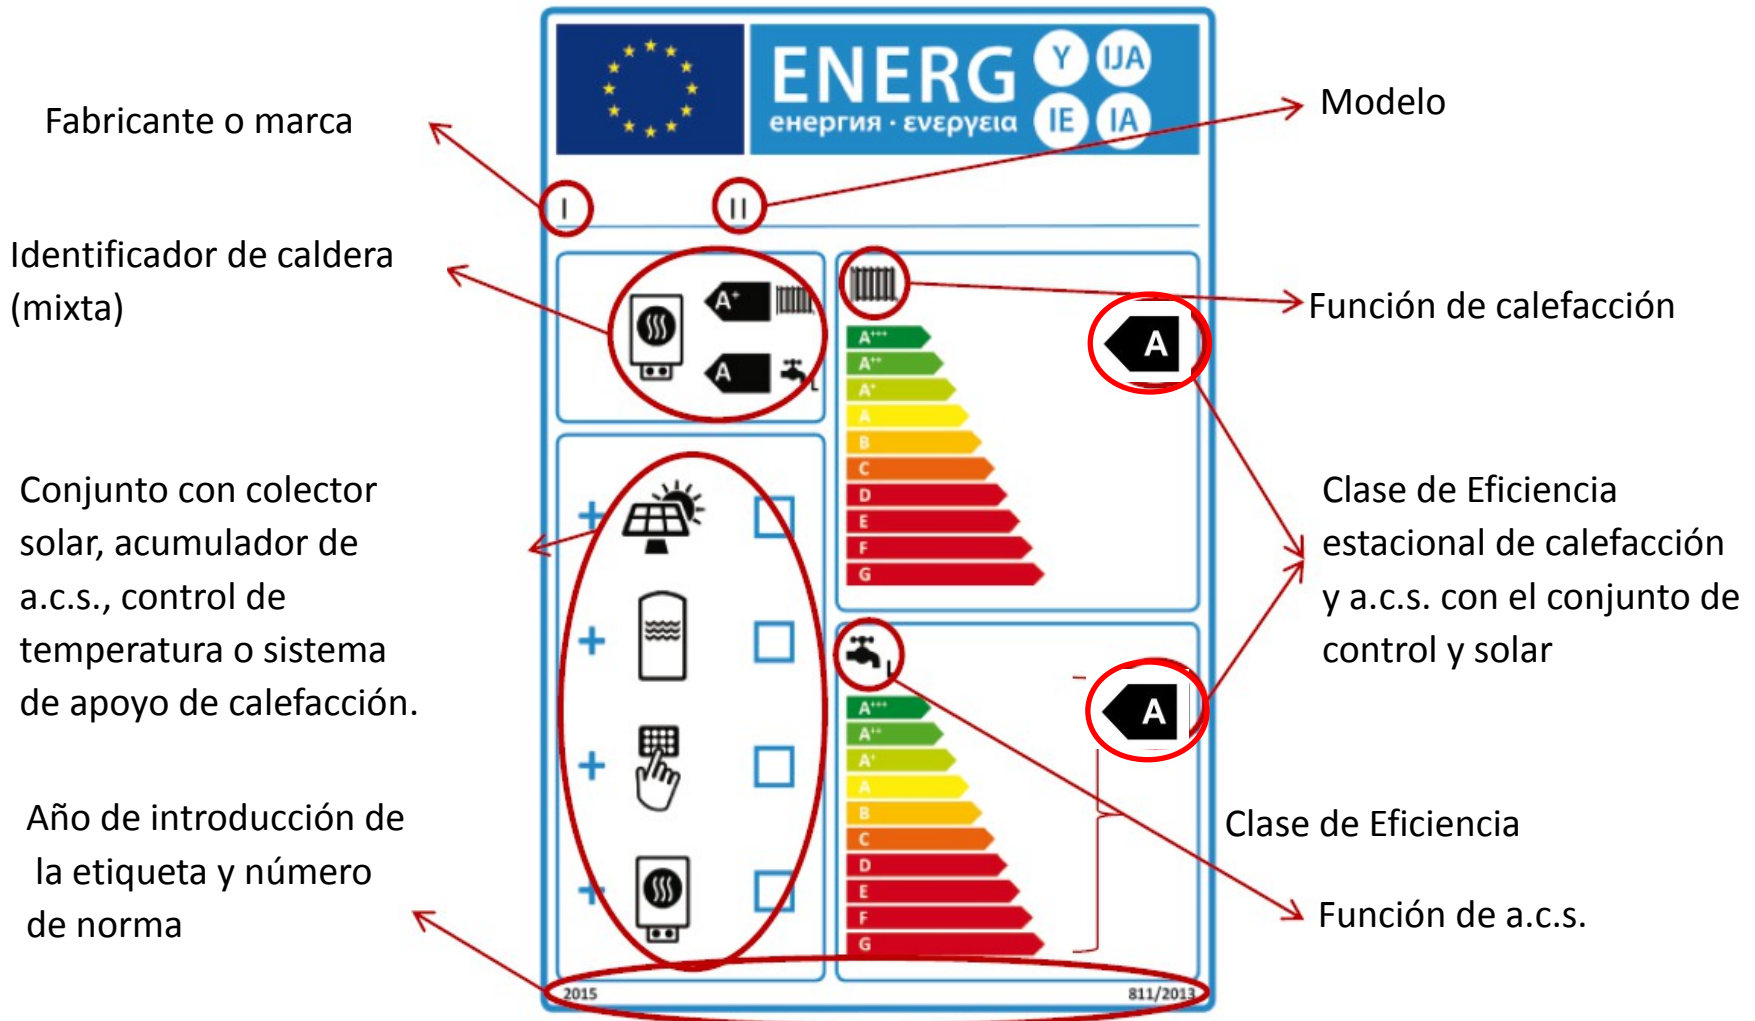 ENERG
Y
IJA
IE
IA
енергия · ενεργεια
Fabricante o marca
Modelo
I
II
Identificador de caldera
(mixta)
A+
A
Función de calefacción
A
A+++
A++
A+
A
B
C
D
E
F
G
Conjunto con colector
solar, acumulador de
a.c.s., control de
temperatura o sistema
de apoyo de calefacción.
+
+
+
+
Clase de Eficiencia
estacional de calefacción
y a.c.s. con el conjunto de
control y solar
A
A+++
A++
A+
A
B
C
D
E
F
G
Clase de Eficiencia
Función de a.c.s.
Año de introducción de
la etiqueta y número
de norma
2015
811/2013